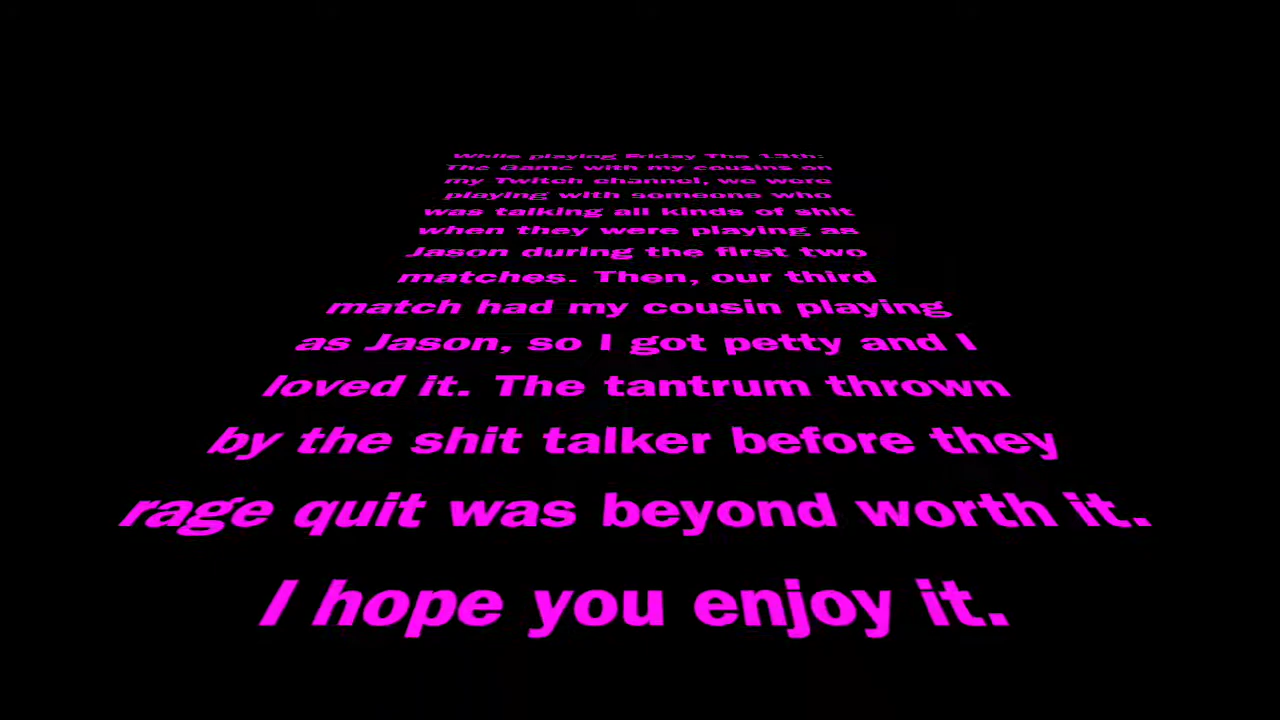 While playing Friday The 13th:
The Game with my cousins on
my Twitch channel, we were
playing with someone who
was talking all kinds of shit
when they were playing as
Jason during the first two
matches. Then, our third
match had my cousin playing
as Jason, so I got petty and I
loved it. The tantrum thrown
by the shit talker before they
rage quit was beyond worth it.
I hope you enjoy it.